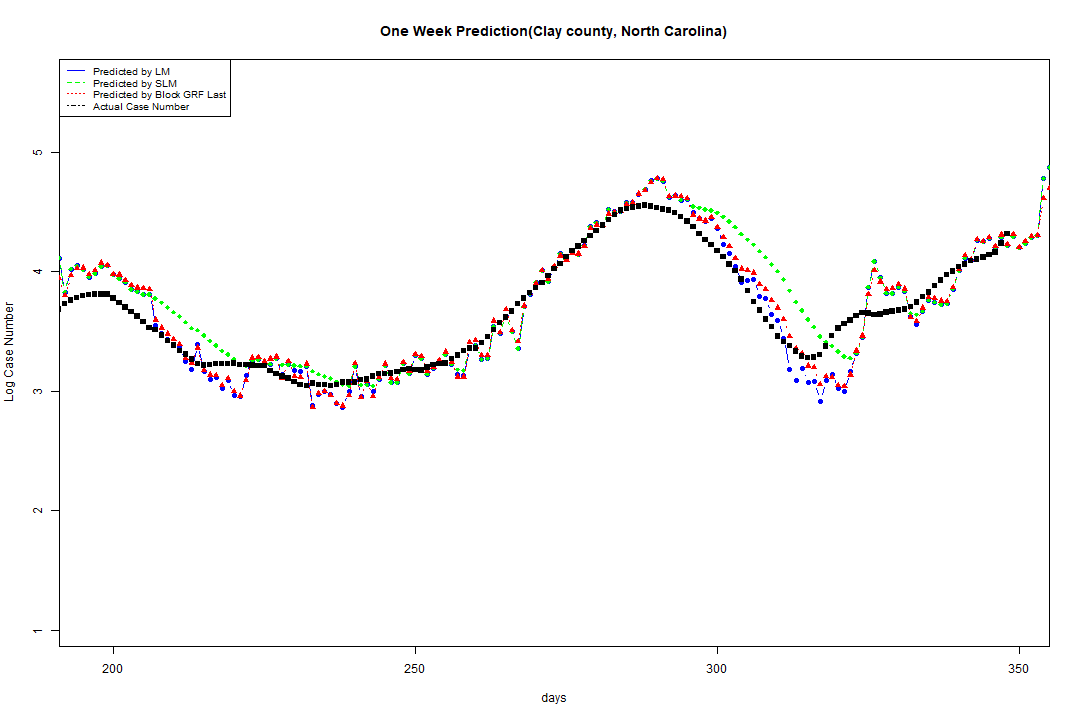 One Week Prediction(Clay county, North Carolina)
Predicted by LM
Predicted by SLM
Predicted by Block GRF Last
Actual Case Number
5
4
3
2
1
Log Case Number
200
250
300
350
days